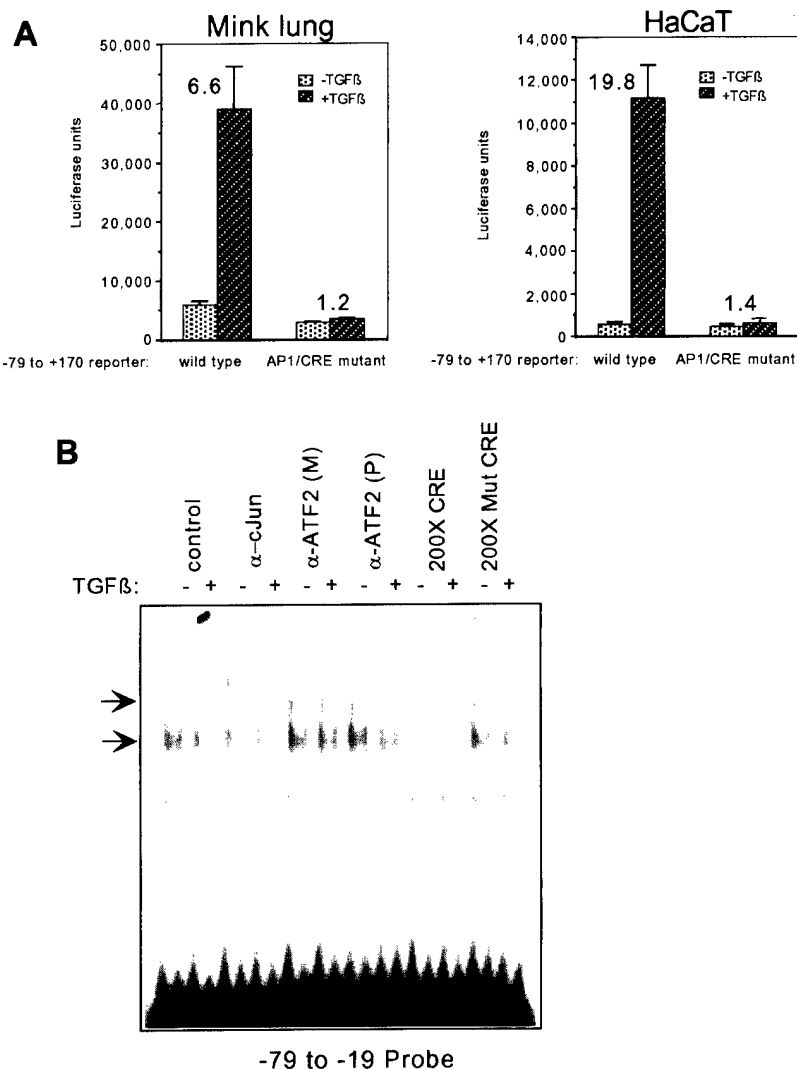 A
Mink lung
50,000
40,000
30,000
20,000
10,000
0
Luciferase units
6.6
-TGFß
+TGFß
1.2
-79 to +170 reporter: wild type AP1/CRE mutant
HaCaT
14,000
12,000
10,000
8,000
6,000
4,000
2,000
0
Luciferase units
19.8
-TGFß
+TGFß
1.4
-79 to +170 reporter: wild type AP1/CRE mutant
B
control
α-cJun
α-ATF2 (M)
α-ATF2 (P)
200X CRE
200X Mut CRE
TGFß: - + - + - + - + - + - +
-79 to -19 Probe